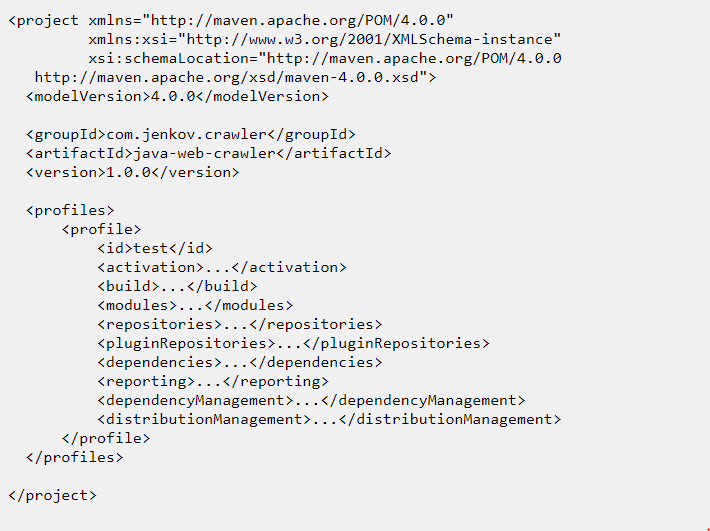 <project xmlns="http://maven.apache.org/POM/4.0.0"
         xmlns:xsi="http://www.w3.org/2001/XMLSchema-instance"
         xsi:schemaLocation="http://maven.apache.org/POM/4.0.0
   http://maven.apache.org/xsd/maven-4.0.0.xsd">
  <modelVersion>4.0.0</modelVersion>

  <groupId>com.jenkov.crawler</groupId>
  <artifactId>java-web-crawler</artifactId>
  <version>1.0.0</version>

  <profiles>
      <profile>
          <id>test</id>
          <activation>...</activation>
          <build>...</build>
          <modules>...</modules>
          <repositories>...</repositories>
          <pluginRepositories>...</pluginRepositories>
          <dependencies>...</dependencies>
          <reporting>...</reporting>
          <dependencyManagement>...</dependencyManagement>
          <distributionManagement>...</distributionManagement>
      </profile>
  </profiles>

</project>